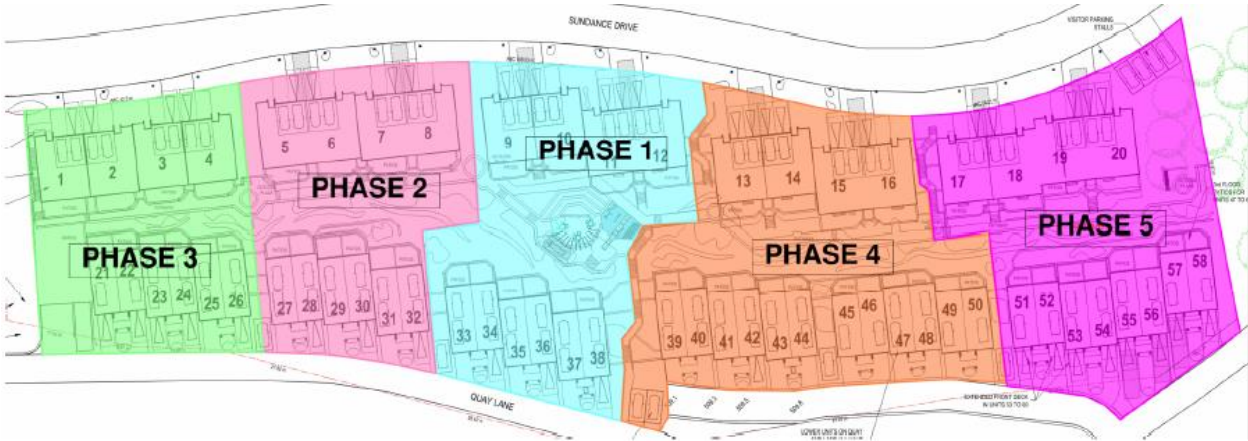 SUNDANCE DRIVE
VISITOR PARKING
STALLS
1 2 3 4
5 6 7 8
9 10 11 12
13 14 15 16
17 18 19 20
PHASE 1
PHASE 2
PHASE 3
PHASE 4
PHASE 5
21 22 23 24 25 26
27 28 29 30 31 32
33 34 35 36 37 38
39 40 41 42 43 44 45 46 47 48 49 50
51 52 53 54 55 56 57 58
QUAY LANE
EXTENDED FRONT DECK
IN UNITS 53 TO
LOWER UNITS ON QUAY